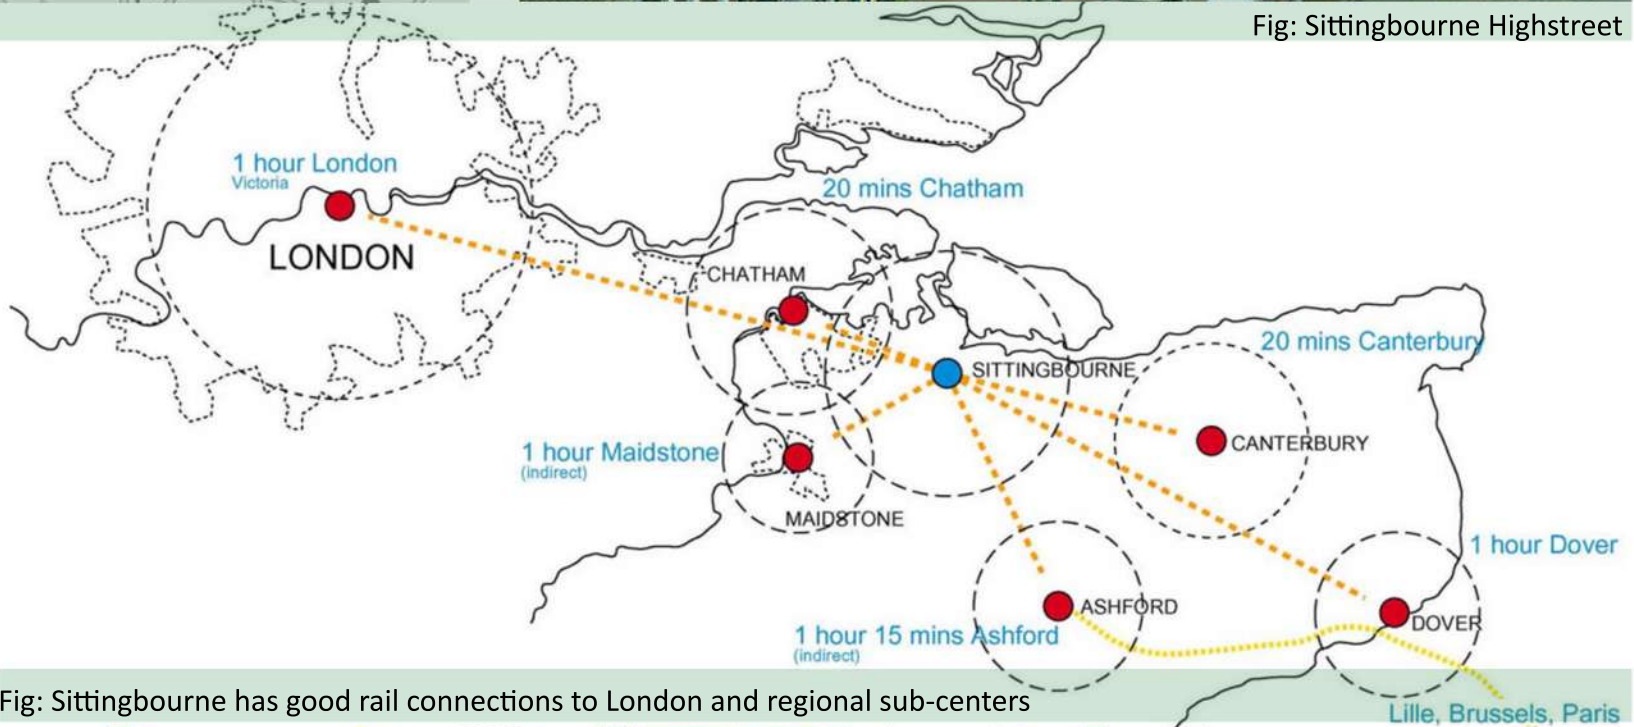 Fig: Sittingbourne Highstreet
1 hour London
Victoria
20 mins Chatham
LONDON
CHATHAM
20 mins Canterbury
SITTINGBOURNE
CANTERBURY
1 hour Maidstone
(indirect)
MAIDSTONE
1 hour Dover
ASHFORD
DOVER
1 hour 15 mins Ashford
(indirect)
Fig: Sittingbourne has good rail connections to London and regional sub-centers
Lille, Brussels, Paris